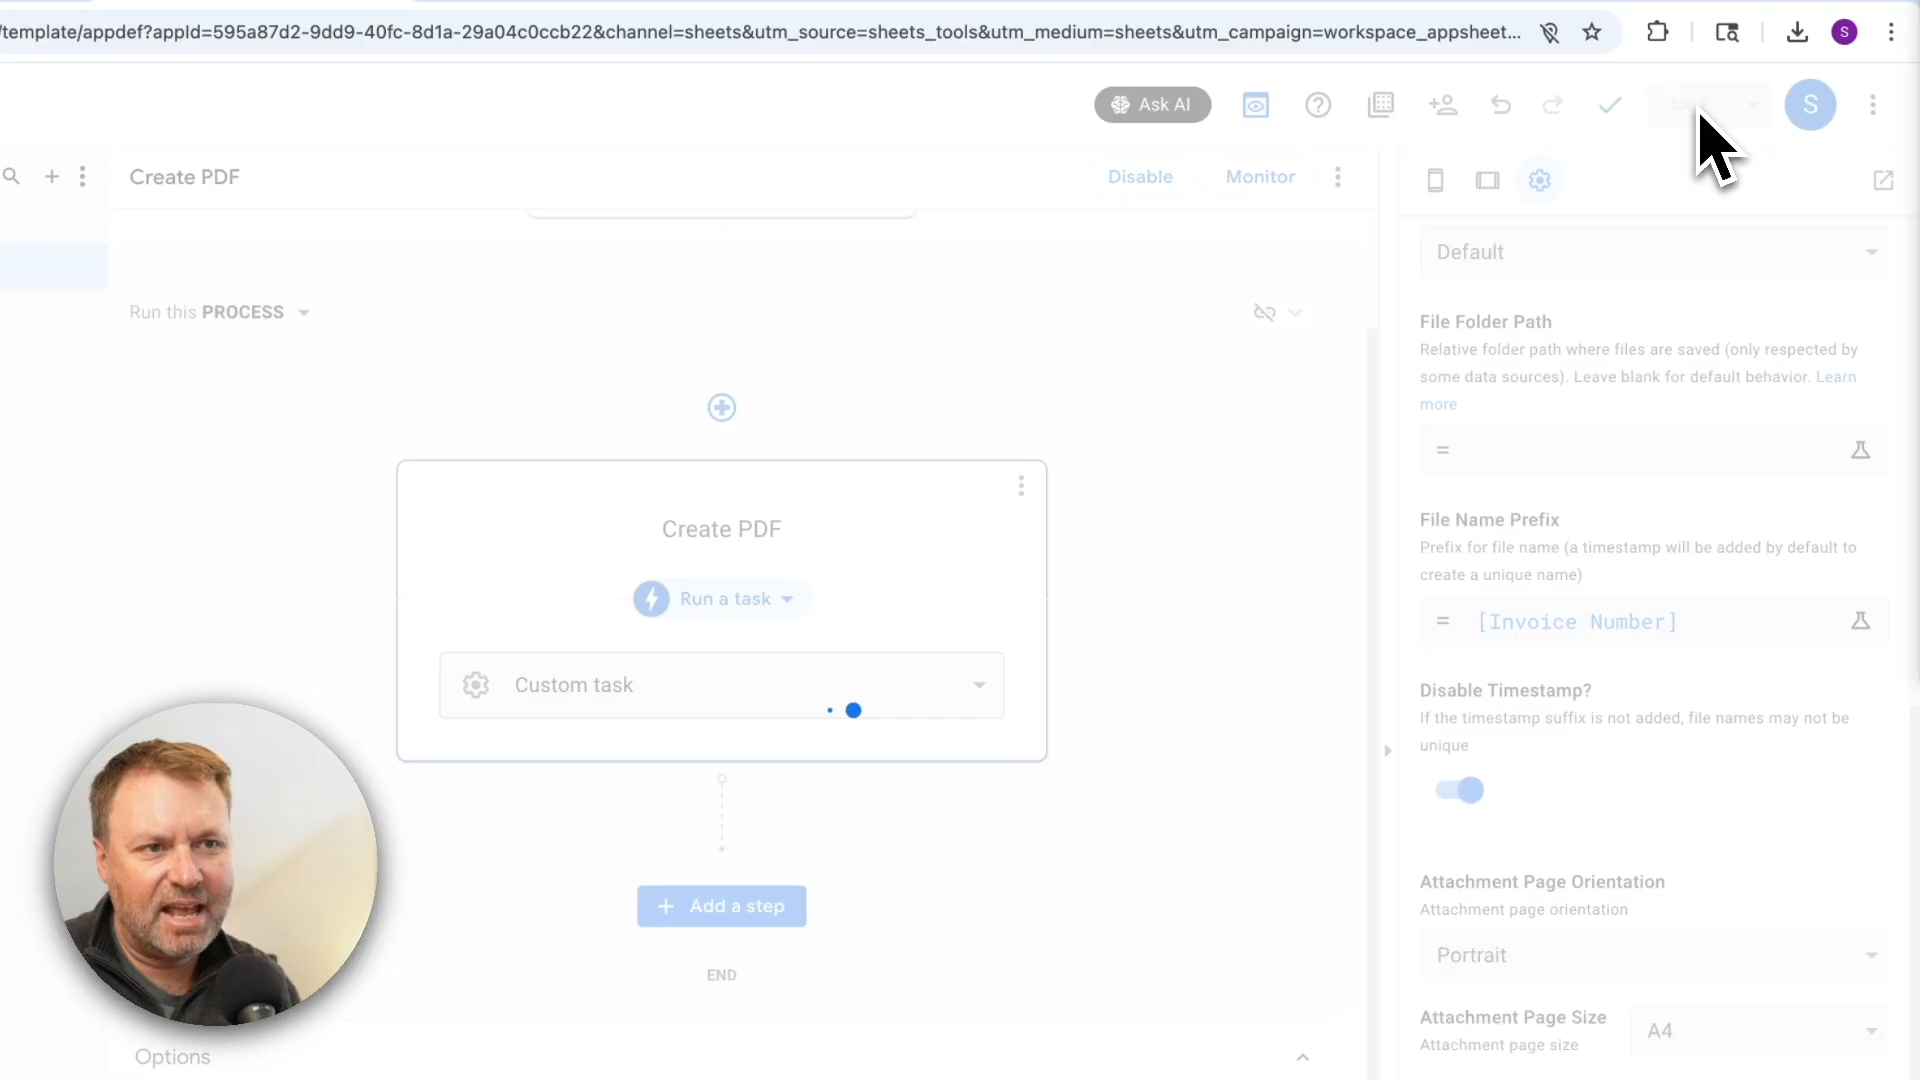 /template/appdef?appId=595a87d2-9dd9-40fc-8d1a-29a04c0ccb22&channel=sheets&utm_source=sheets_tools&utm_medium=sheets&utm_campaign=workspace_appsheet...
S
Ask AI
S
Create PDF
Disable
Monitor
Default
Run this PROCESS
File Folder Path
Relative folder path where files are saved (only respected by
some data sources). Leave blank for default behavior. Learn
more
=
Create PDF
File Name Prefix
Prefix for file name (a timestamp will be added by default to
create a unique name)
= [Invoice Number]
Run a task
Custom task
Disable Timestamp?
If the timestamp suffix is not added, file names may not be
unique
Add a step
END
Attachment Page Orientation
Attachment page orientation
Portrait
Attachment Page Size
Attachment page size
A4
Options